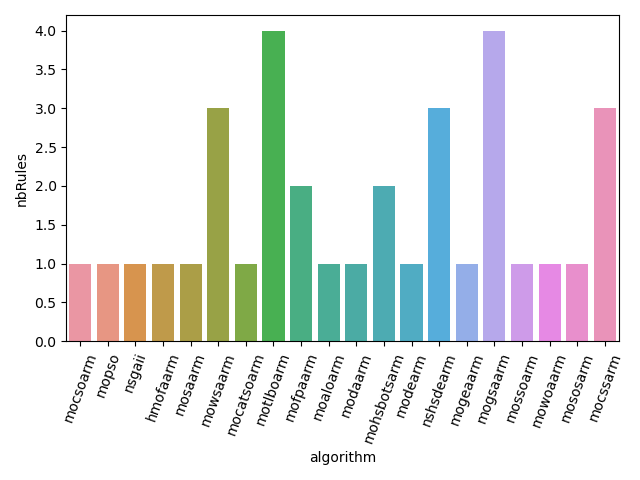 4.0
3.5
3.0
2.5
2.0
1.5
1.0
0.5
0.0
nbRules
mocsoarm
mopso
nsgaii
hmofaarm
mosaarm
mowsaarm
mocatsoarm
motlboarm
mofpaarm
moaloarm
modaarm
mohsbotsarm
modearm
nshsdearm
mogeaarm
mogsaarm
mossoarm
mowoaarm
mososarm
mocssarm
algorithm